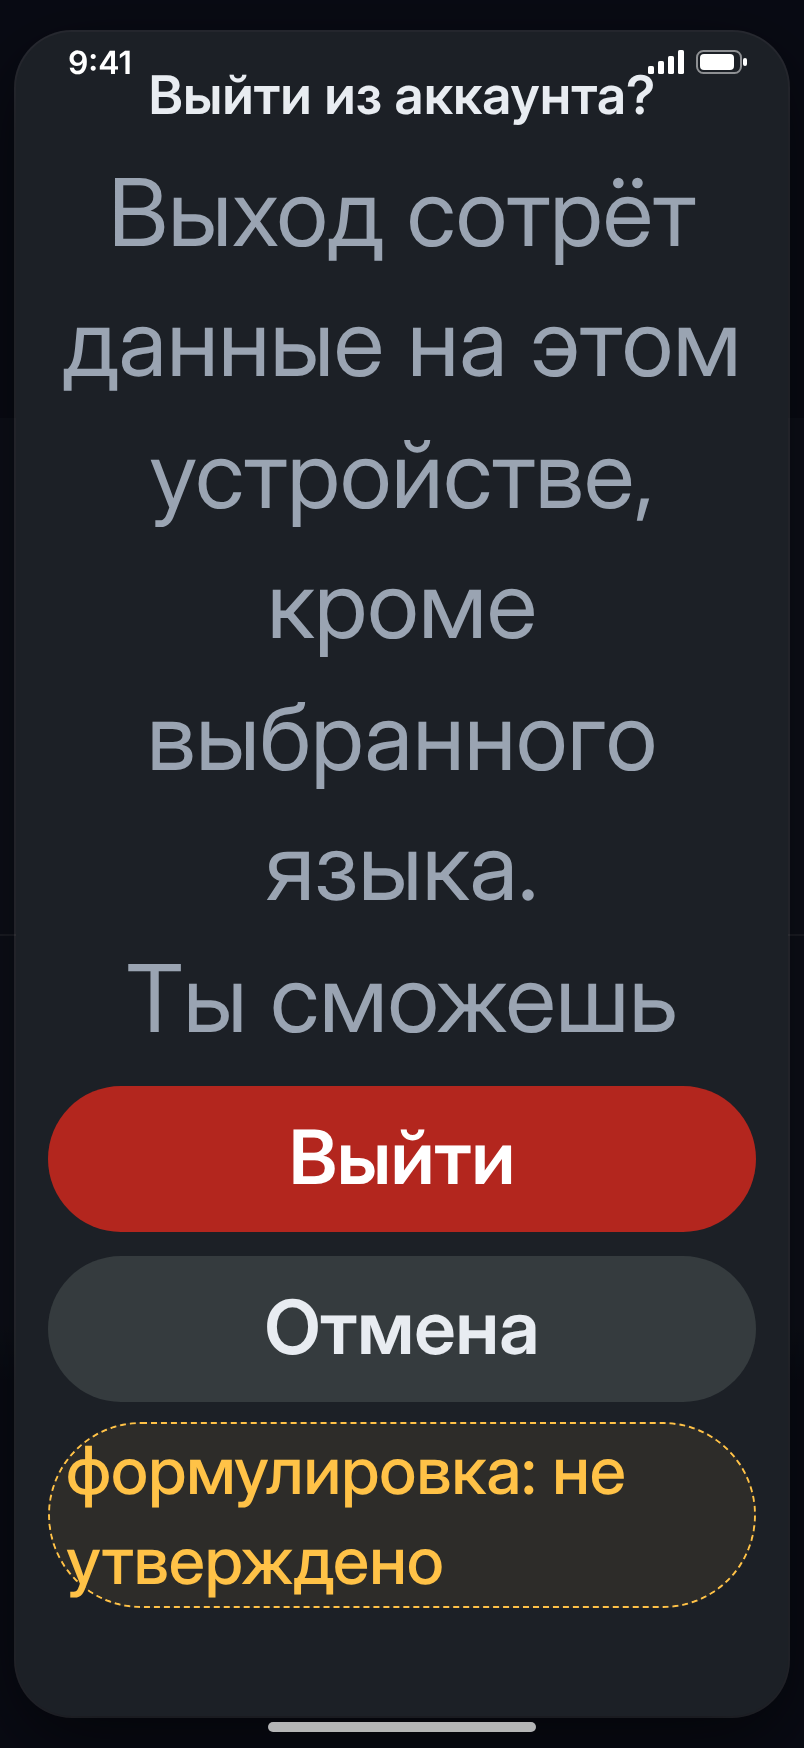 9:41
Выйти из аккаунта?
Выход сотрёт
данные на этом
устройстве,
кроме
выбранного
языка.
Ты сможешь
Выйти
Отмена
формулировка: не
утверждено